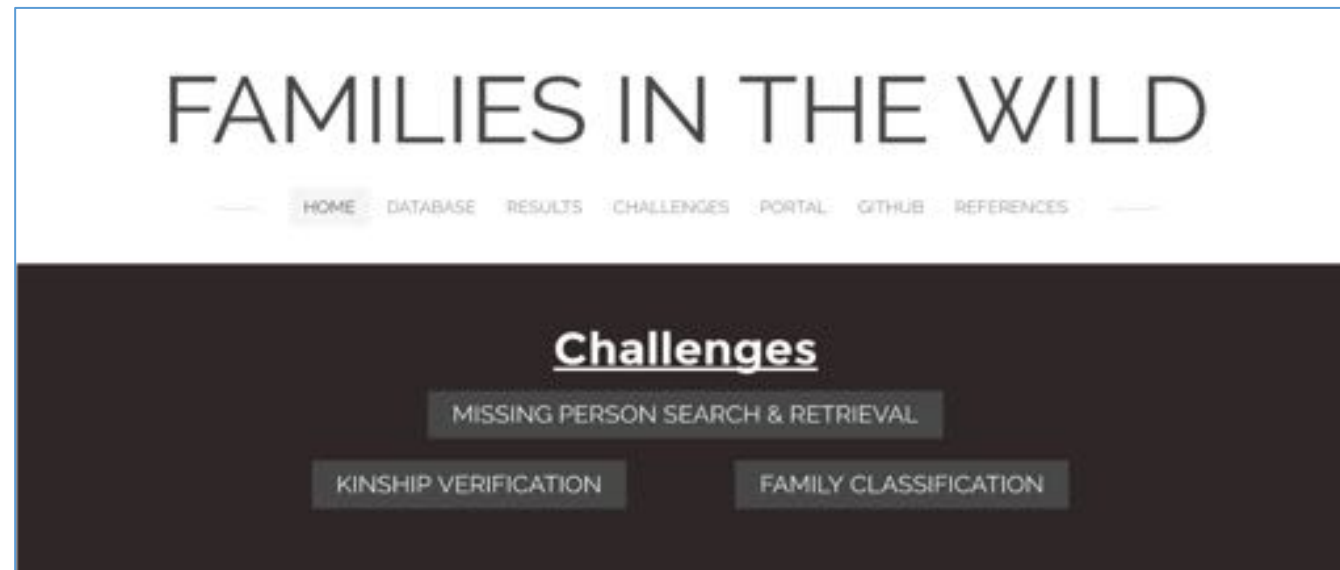 FAMILIES IN THE WILD
HOME DATABASE RESULTS CHALLENGES PORTAL GITHUB REFERENCES
Challenges
MISSING PERSON SEARCH & RETRIEVAL
KINSHIP VERIFICATION FAMILY CLASSIFICATION